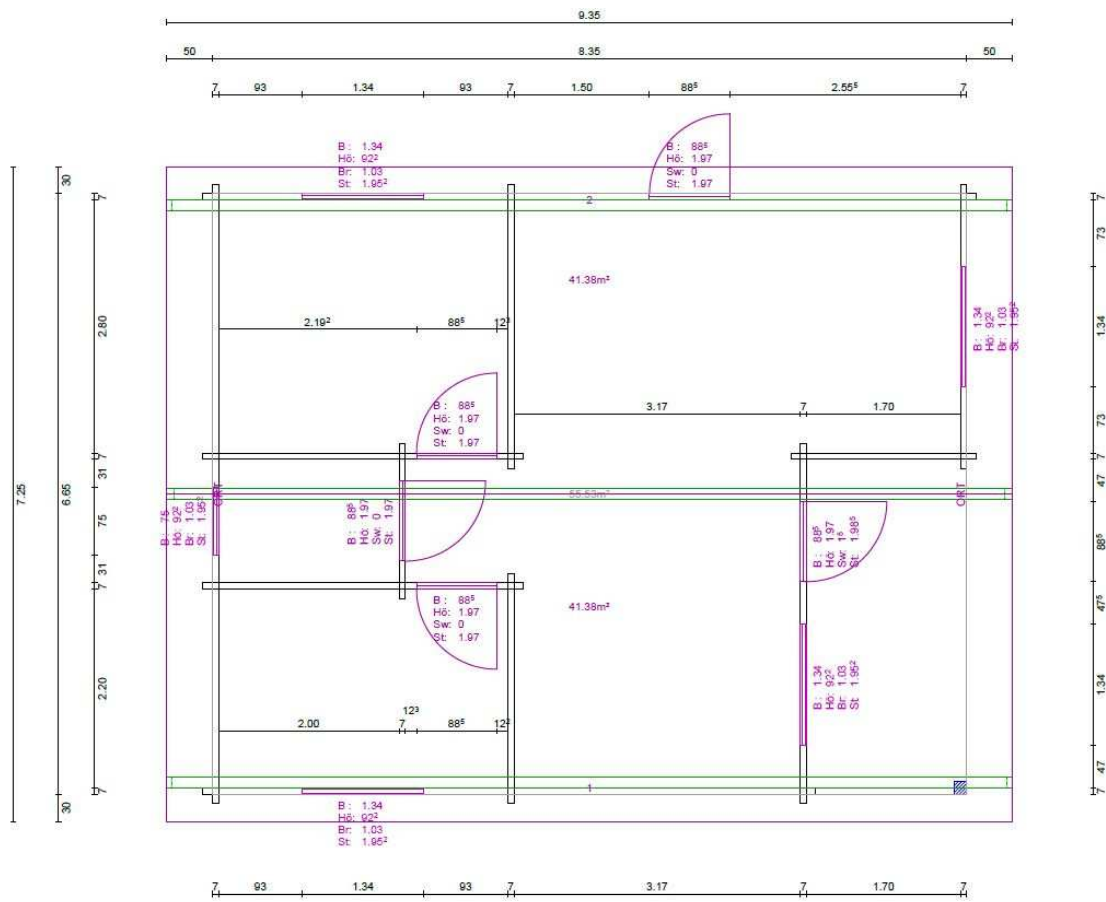 9.35
50 8.35 50
7 93 1.34 93 7 1.50 88⁵ 2.55⁵ 7
B : 1.34
Hö: 92²
Br: 1.03
St: 1.95²
B : 88⁵
Hö: 1.97
Sw: 0
St: 1.97
2
41.38m²
2.19² 88⁵ 12³
B : 1.34
Hö: 92²
Br: 1.03
St: 1.95²
3.17 7 1.70
B : 88⁵
Hö: 1.97
Sw: 0
St: 1.97
ORT
ORT
B : 75
Hö: 92²
Br: 1.03
St: 1.95²
B : 88⁵
Hö: 1.97
Sw: 0
St: 1.97
B : 88⁵
Hö: 1.97
Sw: 1⁵
St: 1.98⁵
B : 88⁵
Hö: 1.97
Sw: 0
St: 1.97
41.38m²
B : 1.34
Hö: 92²
Br: 1.03
St: 1.95²
12³
2.00 7 88⁵ 12²
1
B : 1.34
Hö: 92²
Br: 1.03
St: 1.95²
7 93 1.34 93 7 3.17 7 1.70 7
7.25
30 6.65 30
7 2.80 7 31 75 31 7 2.20 7
7 73 1.34 73 7 47 88⁵ 47⁵ 1.34 47 7